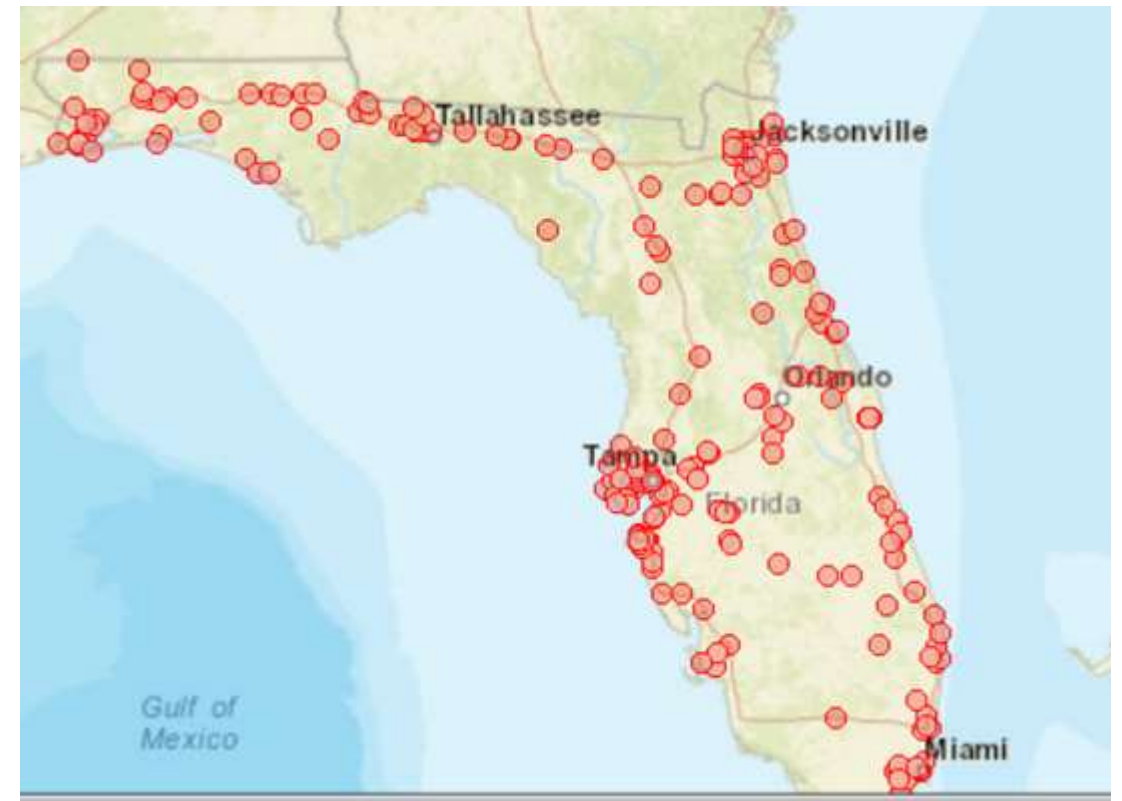 Tallahassee
Jacksonville
Orlando
Tampa
Florida
Gulf of
Mexico
Miami